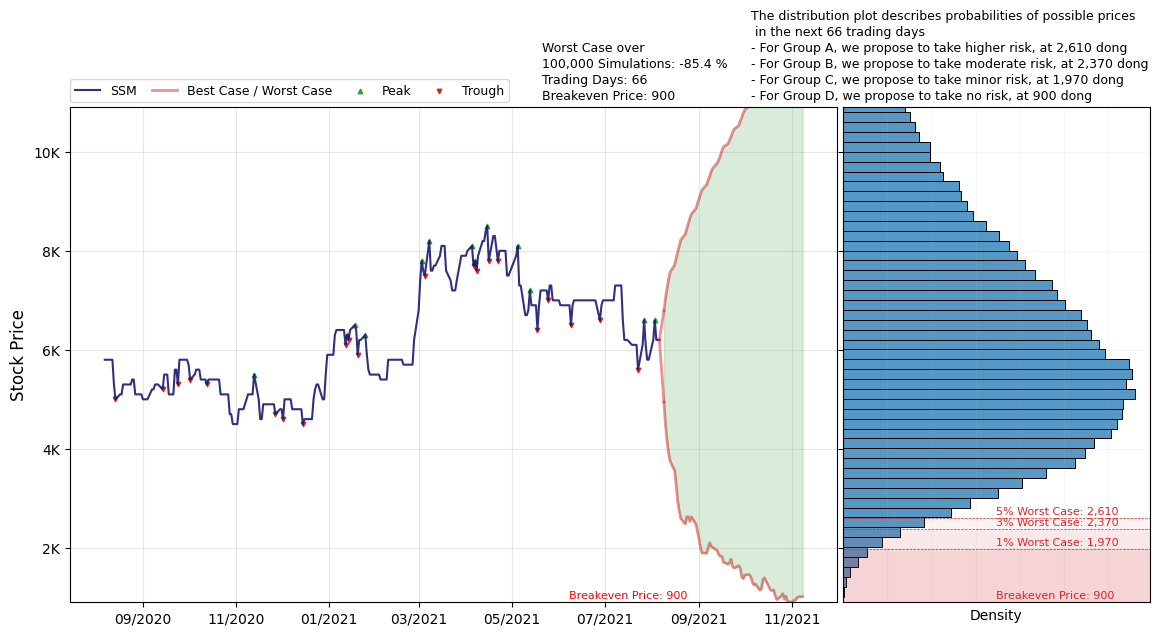 The distribution plot describes probabilities of possible prices
in the next 66 trading days
- For Group A, we propose to take higher risk, at 2,610 dong
- For Group B, we propose to take moderate risk, at 2,370 dong
- For Group C, we propose to take minor risk, at 1,970 dong
- For Group D, we propose to take no risk, at 900 dong
Worst Case over
100,000 Simulations: -85.4 %
Trading Days: 66
Breakeven Price: 900
SSM
Best Case / Worst Case
Peak
Trough
Stock Price
10K
8K
6K
4K
2K
09/2020
11/2020
01/2021
03/2021
05/2021
07/2021
09/2021
11/2021
Breakeven Price: 900
5% Worst Case: 2,610
3% Worst Case: 2,370
1% Worst Case: 1,970
Breakeven Price: 900
Density